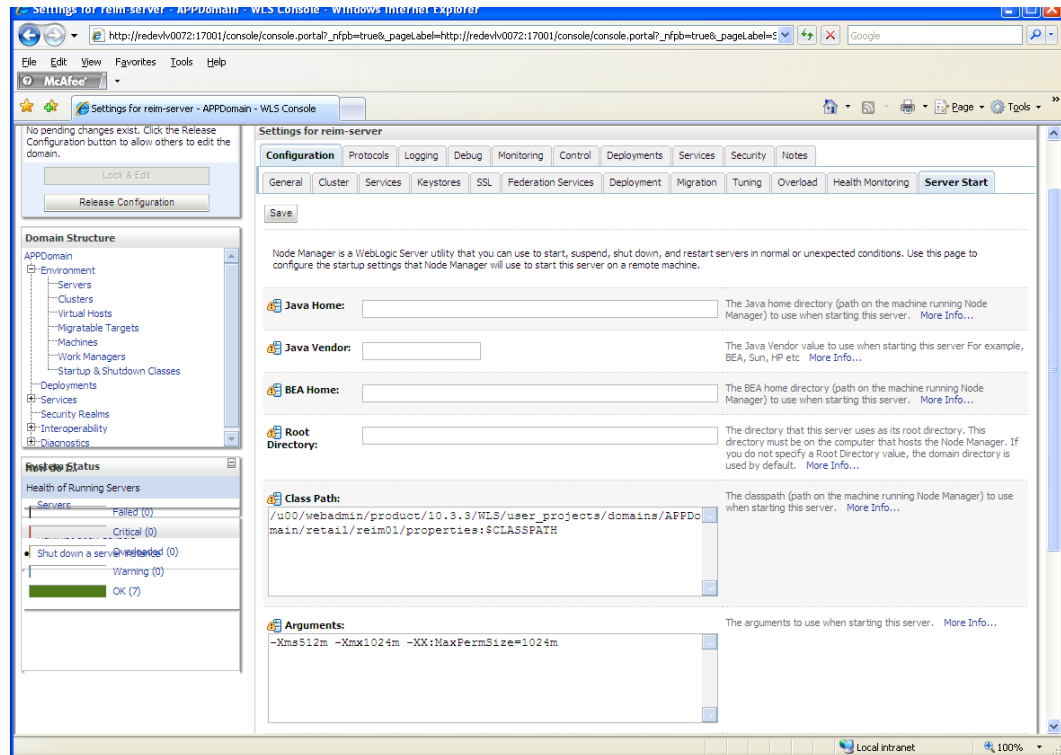 Settings for reim-server - APPDomain - WLS Console - Windows Internet Explorer
http://redevlv0072:17001/console/console.portal?_nfpb=true&_pageLabel=http://redevlv0072:17001/console/console.portal?_nfpb=true&_pageLabel=S
Google
File Edit View Favorites Tools Help
McAfee
Settings for reim-server - APPDomain - WLS Console
Page Tools »
No pending changes exist. Click the Release
Configuration button to allow others to edit the
domain.
Lock & Edit
Release Configuration
Domain Structure
APPDomain
Environment
Servers
Clusters
Virtual Hosts
Migratable Targets
Machines
Work Managers
Startup & Shutdown Classes
Deployments
Services
Security Realms
Interoperability
Diagnostics
How do I...
System Status
Health of Running Servers
Servers
Failed (0)
Critical (0)
Shut down a server instance
Overloaded (0)
Warning (0)
OK (7)
Settings for reim-server
Configuration Protocols Logging Debug Monitoring Control Deployments Services Security Notes
General Cluster Services Keystores SSL Federation Services Deployment Migration Tuning Overload Health Monitoring Server Start
Save
Node Manager is a WebLogic Server utility that you can use to start, suspend, shut down, and restart servers in normal or unexpected conditions. Use this page to
configure the startup settings that Node Manager will use to start this server on a remote machine.
Java Home:
The Java home directory (path on the machine running Node
Manager) to use when starting this server. More Info...
Java Vendor:
The Java Vendor value to use when starting this server For example,
BEA, Sun, HP etc More Info...
BEA Home:
The BEA home directory (path on the machine running Node
Manager) to use when starting this server. More Info...
Root
Directory:
The directory that this server uses as its root directory. This
directory must be on the computer that hosts the Node Manager. If
you do not specify a Root Directory value, the domain directory is
used by default. More Info...
Class Path:
/u00/webadmin/product/10.3.3/WLS/user_projects/domains/APPDo
main/retail/reim01/properties:$CLASSPATH
The classpath (path on the machine running Node Manager) to use
when starting this server. More Info...
Arguments:
-Xms512m -Xmx1024m -XX:MaxPermSize=1024m
The arguments to use when starting this server. More Info...
Local intranet
100%